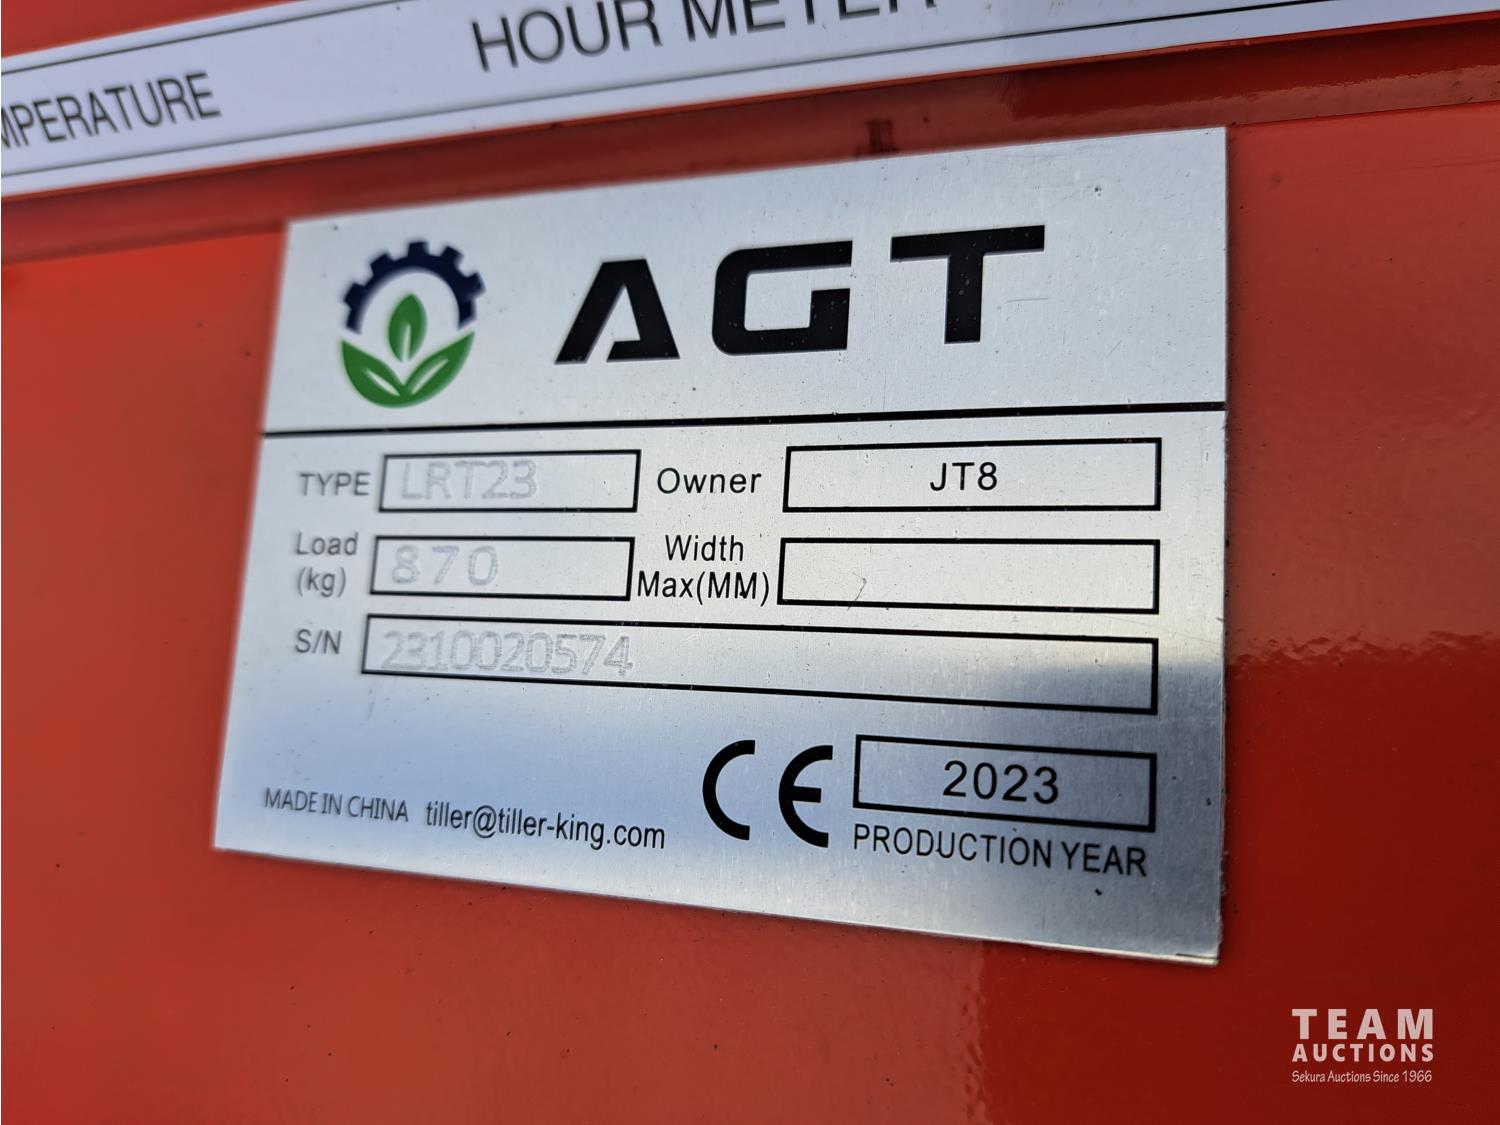 HOUR METER
MPERATURE
AGT
TYPE LRT23 Owner JT8
Load (kg) 870 Width Max(MM)
S/N 2310020574
MADE IN CHINA tiller@tiller-king.com CE 2023
PRODUCTION YEAR
TEAM
AUCTIONS
Sekura Auctions Since 1966